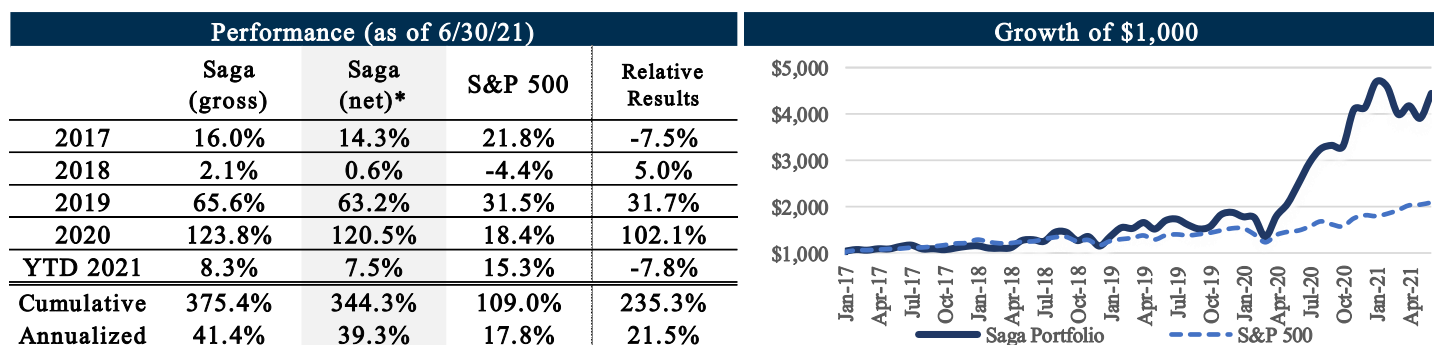 Performance (as of 6/30/21)
Saga (gross) Saga (net)* S&P 500 Relative Results
2017 16.0% 14.3% 21.8% -7.5%
2018 2.1% 0.6% -4.4% 5.0%
2019 65.6% 63.2% 31.5% 31.7%
2020 123.8% 120.5% 18.4% 102.1%
YTD 2021 8.3% 7.5% 15.3% -7.8%
Cumulative 375.4% 344.3% 109.0% 235.3%
Annualized 41.4% 39.3% 17.8% 21.5%
Growth of $1,000
$5,000
$4,000
$3,000
$2,000
$1,000
Jan-17 Apr-17 Jul-17 Oct-17 Jan-18 Apr-18 Jul-18 Oct-18 Jan-19 Apr-19 Jul-19 Oct-19 Jan-20 Apr-20 Jul-20 Oct-20 Jan-21 Apr-21
Saga Portfolio S&P 500